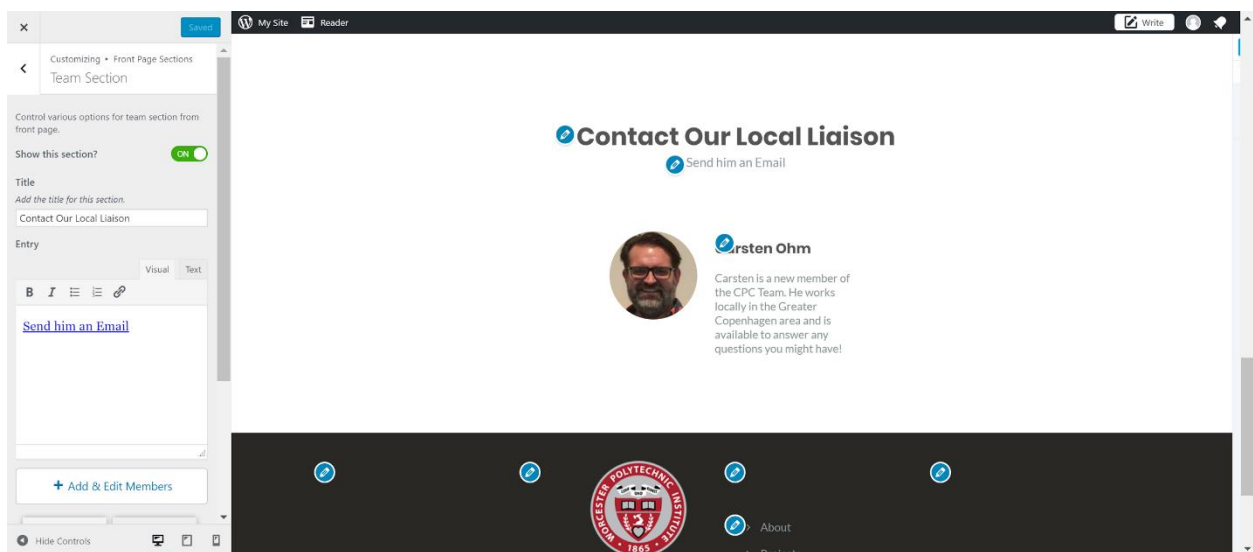 Saved
My Site
Reader
Write
Customizing • Front Page Sections
Team Section
Control various options for team section from
front page.
Show this section?
ON
Title
Add the title for this section.
Contact Our Local Liaison
Entry
Visual
Text
B I
Send him an Email
+ Add & Edit Members
Hide Controls
Contact Our Local Liaison
Send him an Email
rsten Ohm
Carsten is a new member of
the CPC Team. He works
locally in the Greater
Copenhagen area and is
available to answer any
questions you might have!
WORCESTER POLYTECHNIC INSTITUTE
1865
> About